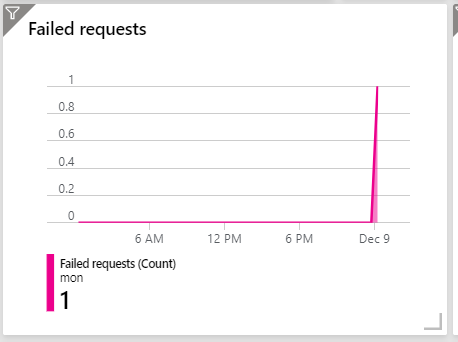 Failed requests
1
0.8
0.6
0.4
0.2
0
6 AM 12 PM 6 PM Dec 9
Failed requests (Count)
mon
1